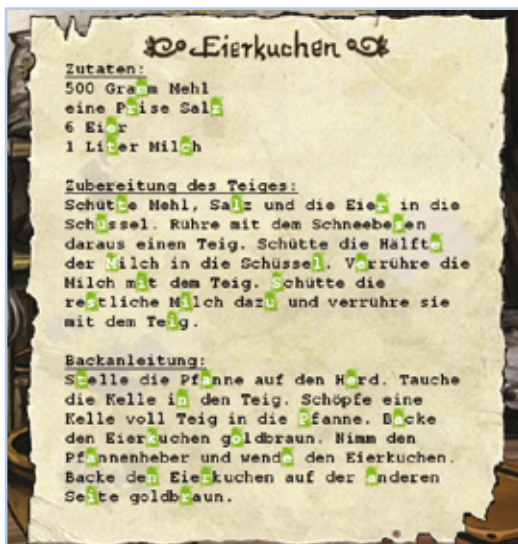 Eierkuchen
Zutaten:
500 Gramm Mehl
eine Prise Salz
6 Eier
1 Liter Milch
Zubereitung des Teiges:
Schütte Mehl, Salz und die Eier in die
Schüssel. Rühre mit dem Schneebesen
daraus einen Teig. Schütte die Hälfte
der Milch in die Schüssel. Verrühre die
Milch mit dem Teig. Schütte die
restliche Milch dazu und verrühre sie
mit dem Teig.
Backanleitung:
Stelle die Pfanne auf den Herd. Tauche
die Kelle in den Teig. Schöpfe eine
Kelle voll Teig in die Pfanne. Backe
den Eierkuchen goldbraun. Nimm den
Pfannenheber und wende den Eierkuchen.
Backe den Eierkuchen auf der anderen
Seite goldbraun.